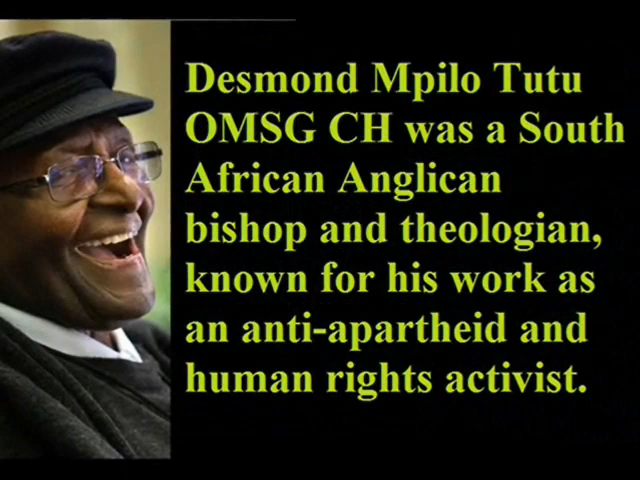 Desmond Mpilo Tutu
OMSG CH was a South
African Anglican
bishop and theologian,
known for his work as
an anti-apartheid and
human rights activist.